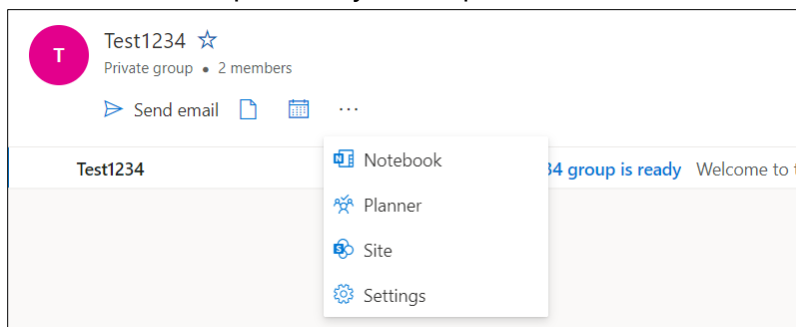 T
Test1234
Private group • 2 members
Send email
Notebook
Test1234 34 group is ready Welcome to t
Planner
Site
Settings